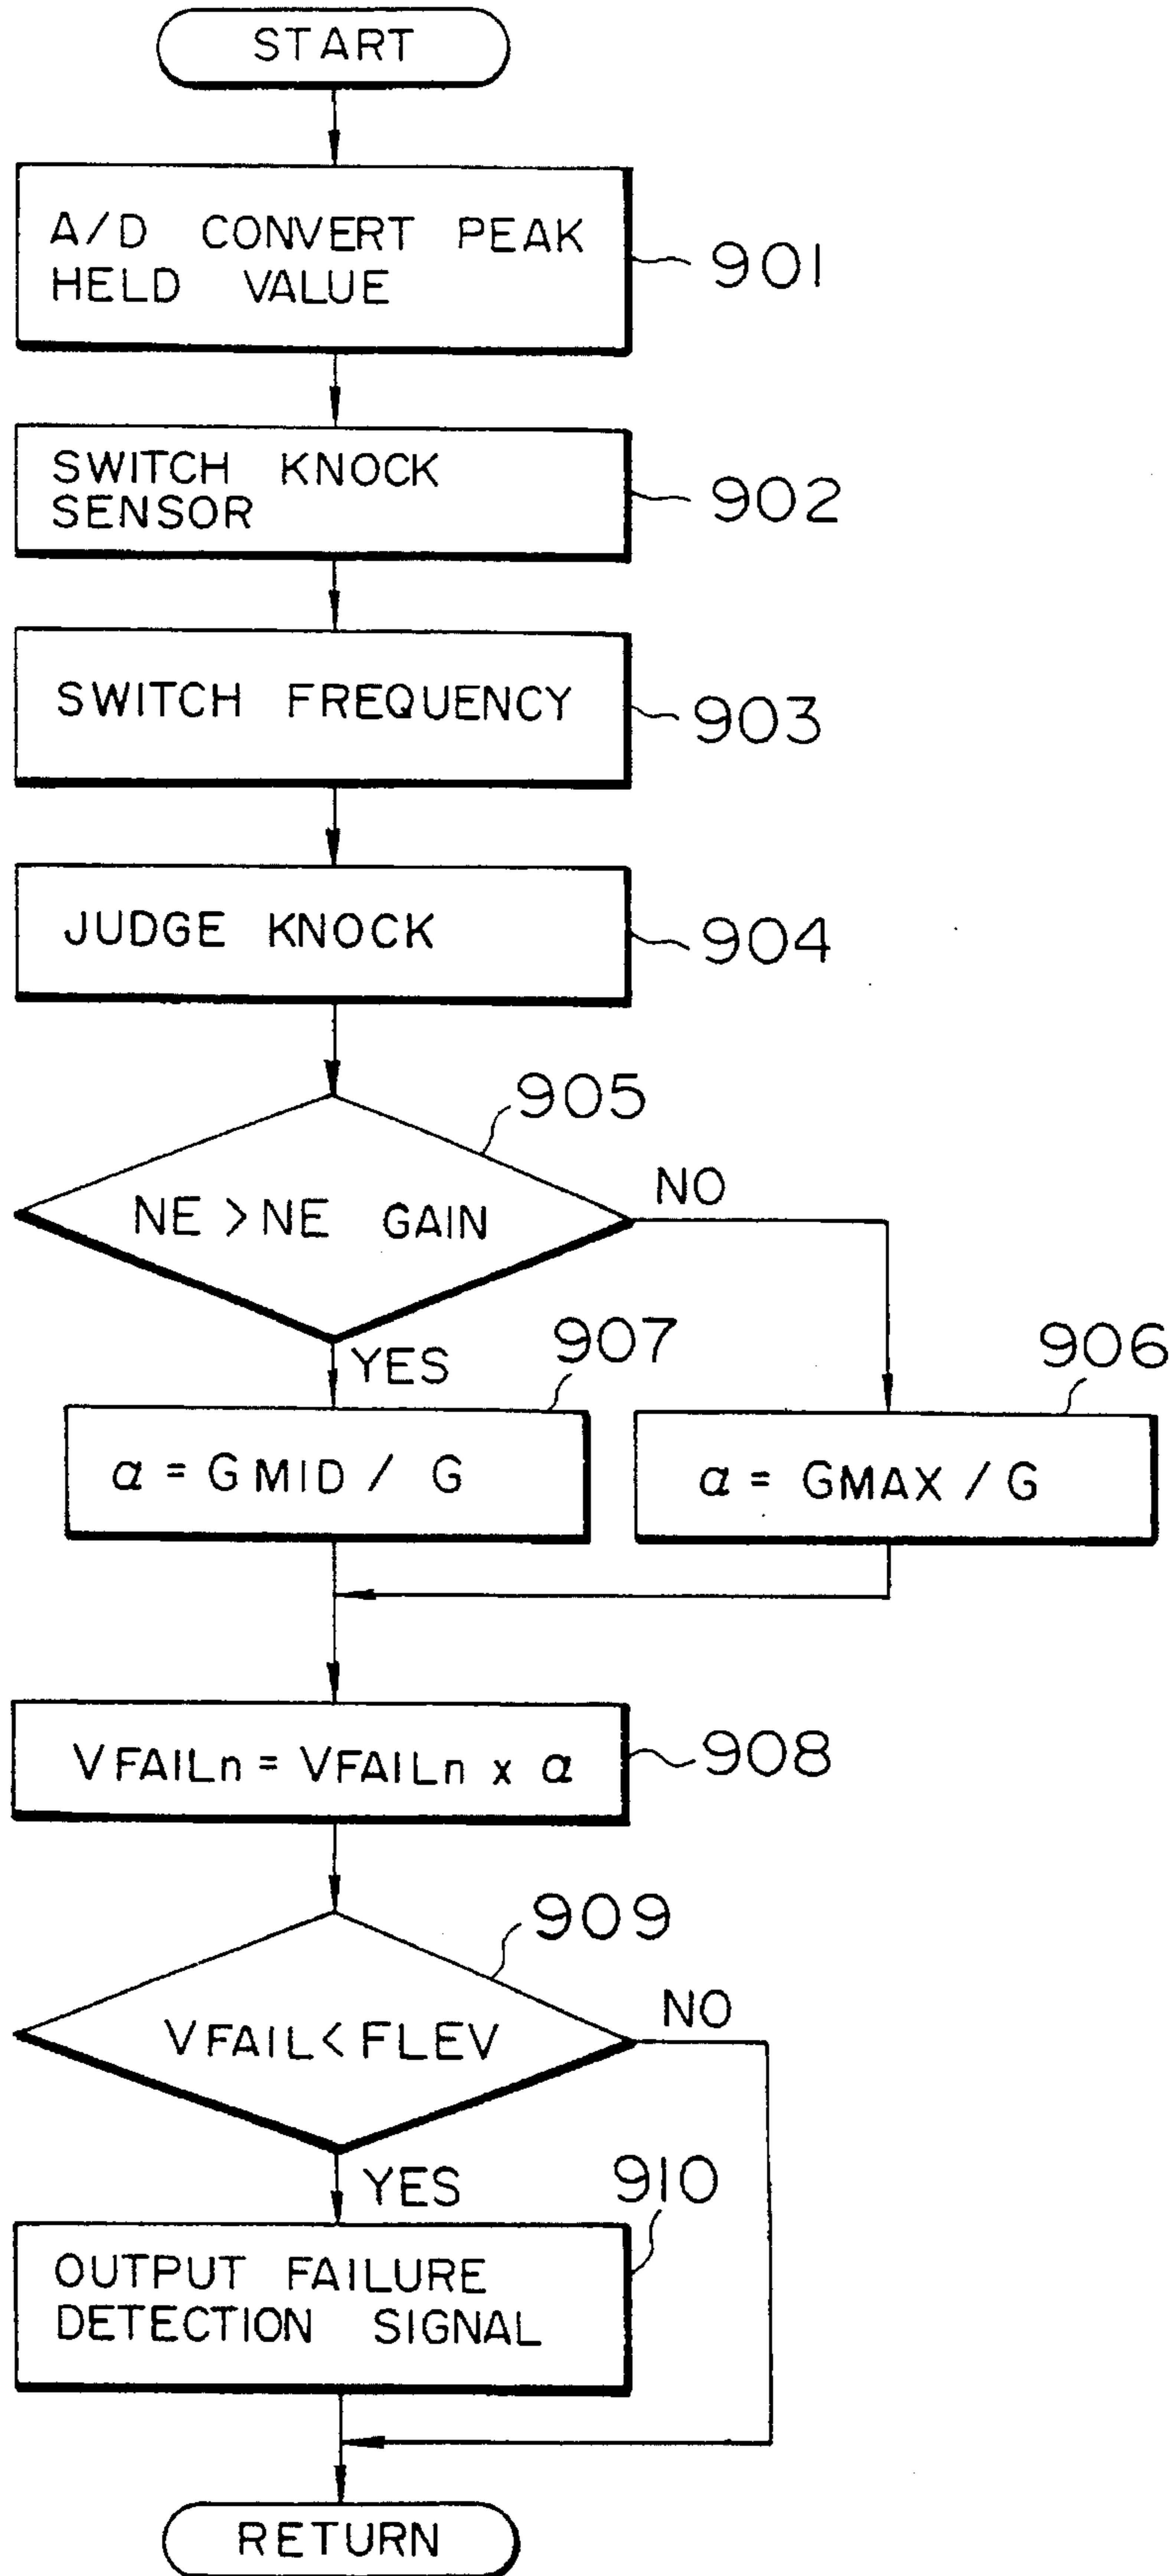 START
A/D CONVERT PEAK
HELD VALUE
901
SWITCH KNOCK
SENSOR
902
SWITCH FREQUENCY
903
JUDGE KNOCK
904
905
NE > NE GAIN
NO
YES
907
906
α = GMID / G
α = GMAX / G
VFAILn = VFAILn x α
908
909
VFAIL < FLEV
NO
YES
910
OUTPUT FAILURE
DETECTION SIGNAL
RETURN